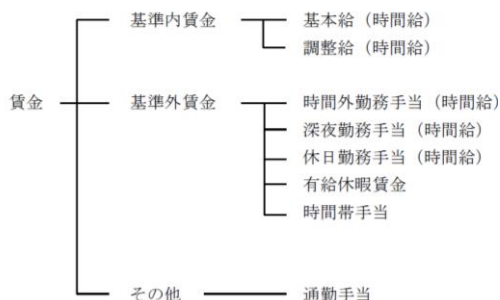 基準内賃金 基本給（時間給）
調整給（時間給）
賃金 基準外賃金 時間外勤務手当（時間給）
深夜勤務手当（時間給）
休日勤務手当（時間給）
有給休暇賃金
時間帯手当
その他 通勤手当